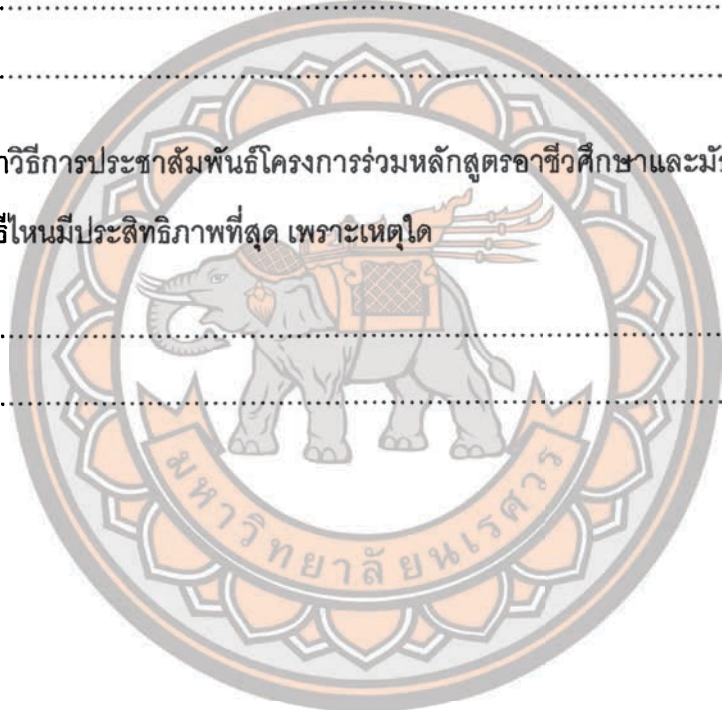 าวิธีการประชาสัมพันธ์โครงการร่วมหลักสูตรอาชีวศึกษาและมัธ
ธีไหนมีประสิทธิภาพที่สุด เพราะเหตุใด
มหาวิทยาลัยนเรศวร